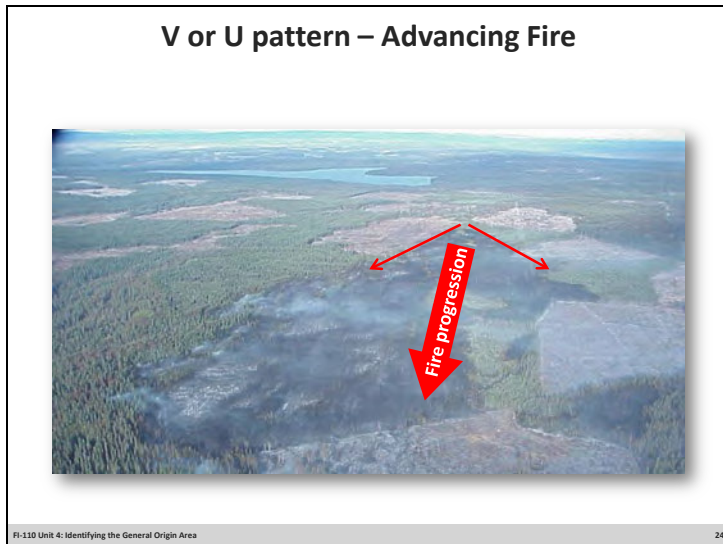 V or U pattern – Advancing Fire
Fire progression
FI-110 Unit 4: Identifying the General Origin Area 24